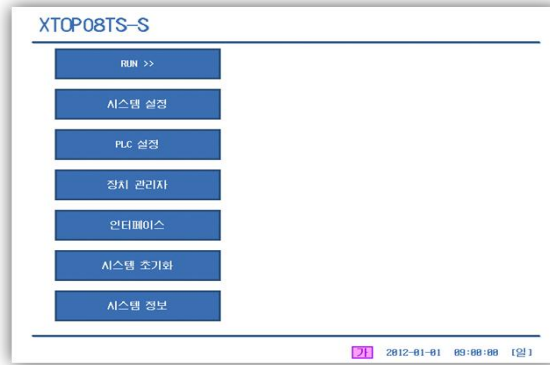 XTOP08TS-S
RUN >>
시스템 설정
PLC 설정
장치 관리자
인터페이스
시스템 초기화
시스템 정보
가 2012-01-01 09:00:00 [일]